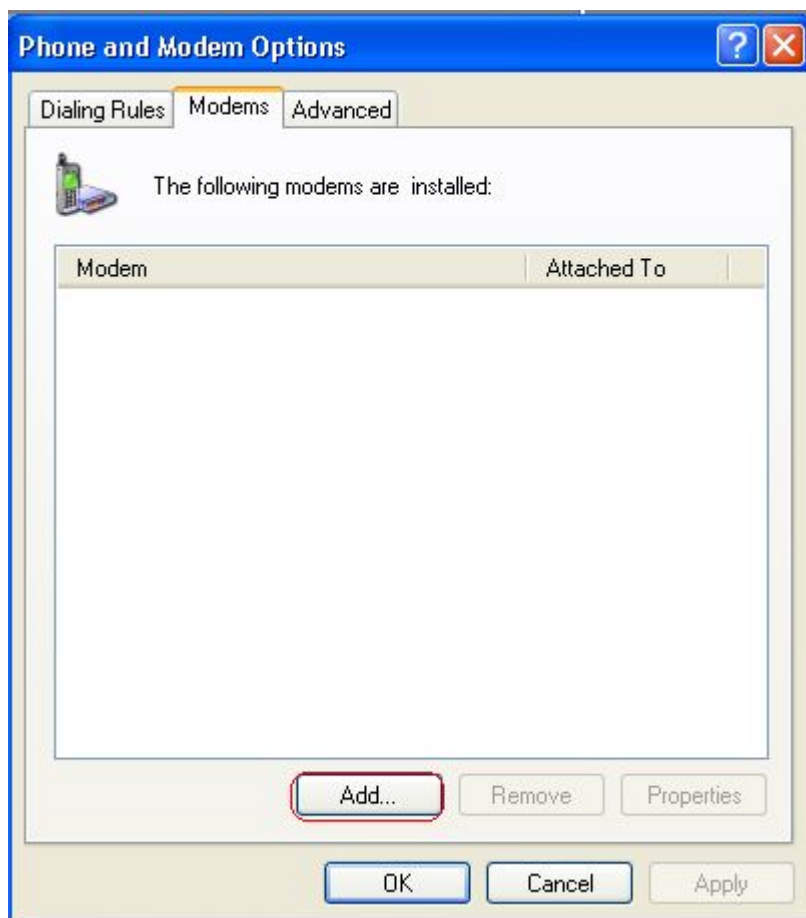 Phone and Modem Options
Dialing Rules Modems Advanced
The following modems are installed:
Modem Attached To
Add... Remove Properties
OK Cancel Apply